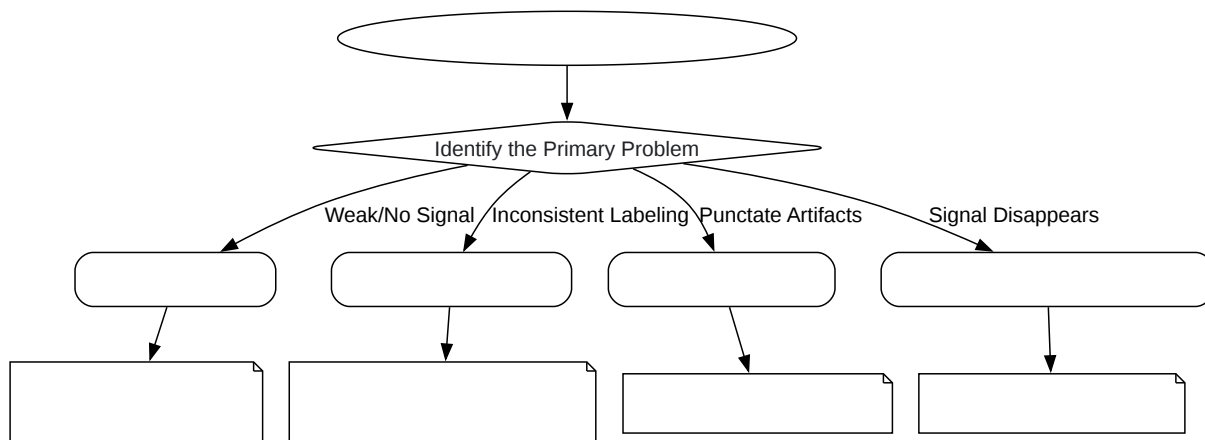 Identify the Primary Problem
Weak/No Signal
Inconsistent Labeling
Punctate Artifacts
Signal Disappears